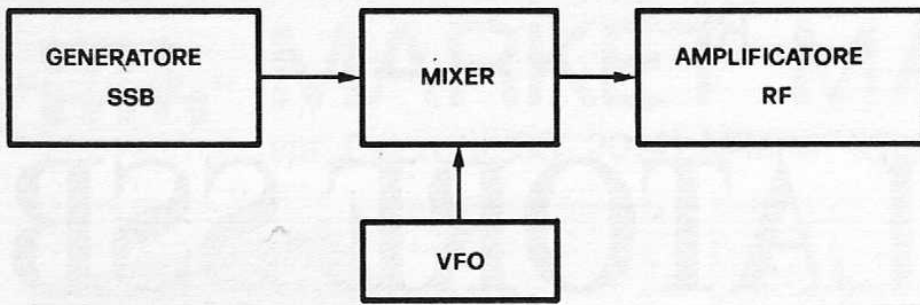 GENERATORE
SSB
MIXER
AMPLIFICATORE
RF
VFO